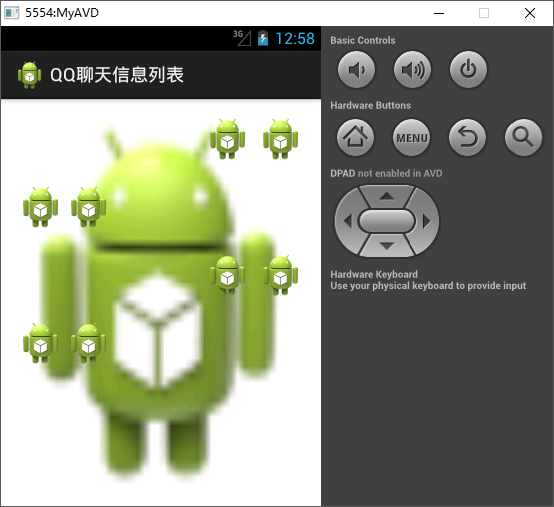 5554:MyAVD
3G
12:58
QQ聊天信息列表
Basic Controls
Hardware Buttons
MENU
DPAD not enabled in AVD
Hardware Keyboard
Use your physical keyboard to provide input